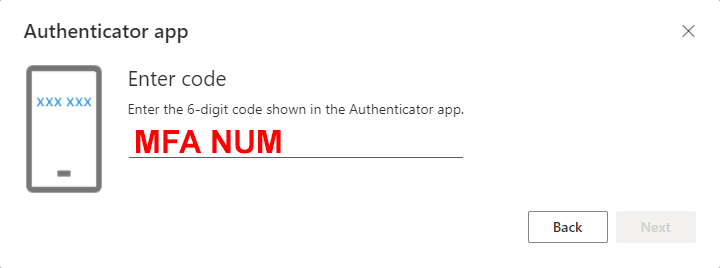 Authenticator app
XXX XXX
Enter code
Enter the 6-digit code shown in the Authenticator app.
MFA NUM
Back
Next